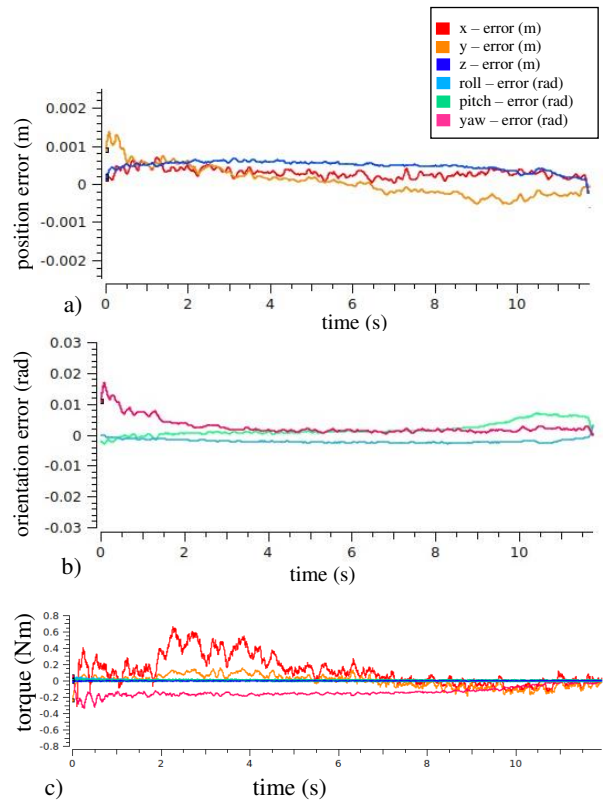 x – error (m)
y – error (m)
z – error (m)
roll – error (rad)
pitch – error (rad)
yaw – error (rad)
position error (m)
0.002
0.001
0
-0.001
-0.002
0 2 4 6 8 10
a)
time (s)
orientation error (rad)
0.03
0.02
0.01
0
-0.01
-0.02
-0.03
0 2 4 6 8 10
b)
time (s)
torque (Nm)
0.8
0.6
0.4
0.2
0
-0.2
-0.4
-0.6
-0.8
0 2 4 6 8 10
c)
time (s)